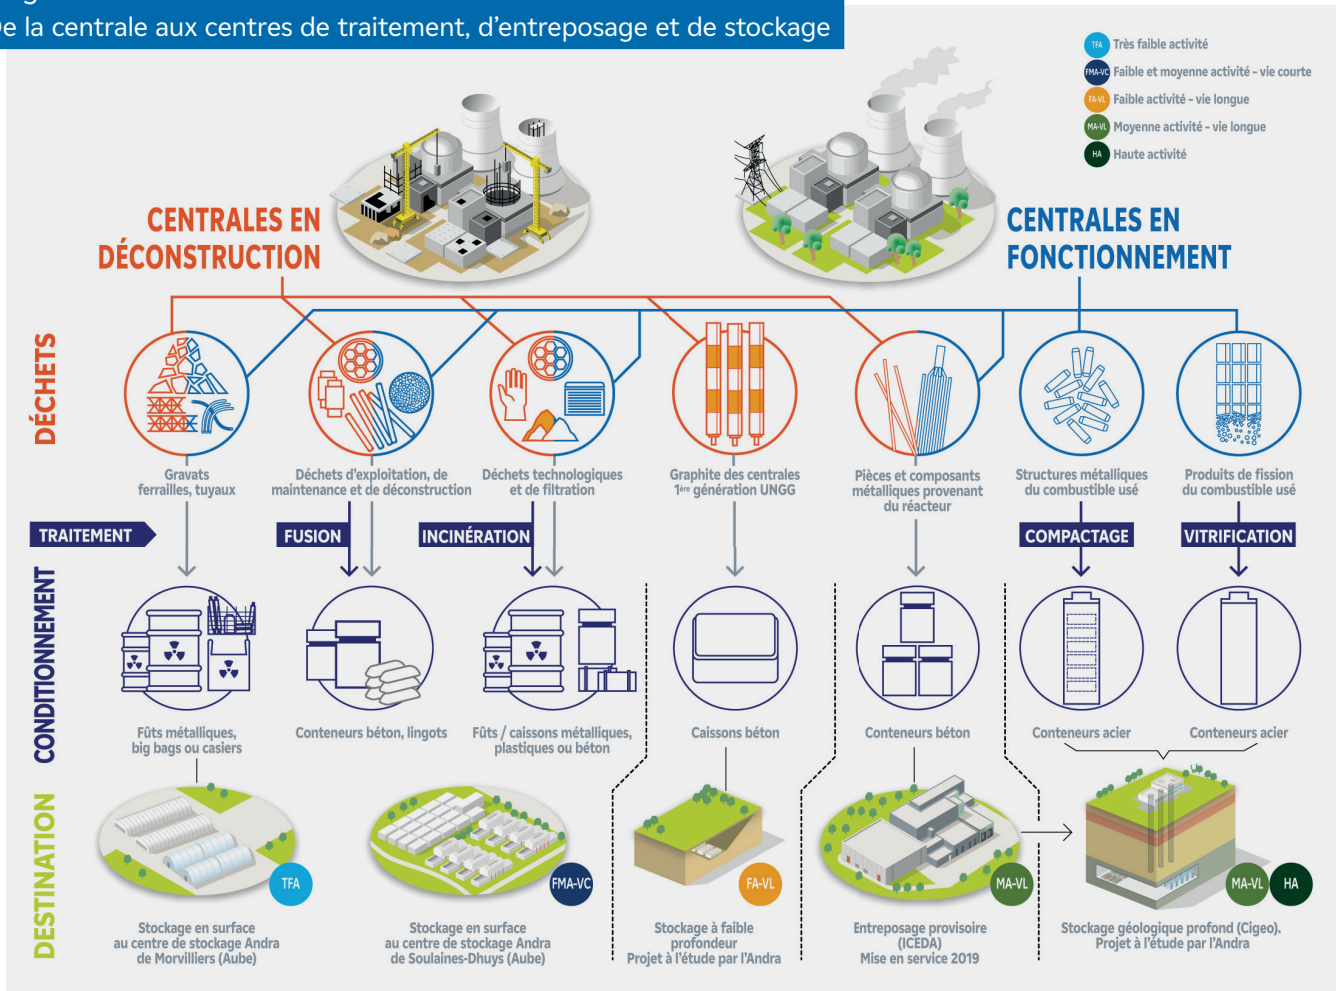 De la centrale aux centres de traitement, d'entreposage et de stockage
TFA Très faible activité
FMA-VC Faible et moyenne activité - vie courte
FA-VL Faible activité - vie longue
MA-VL Moyenne activité - vie longue
HA Haute activité
CENTRALES EN
DÉCONSTRUCTION
CENTRALES EN
FONCTIONNEMENT
DÉCHETS
Gravats
ferrailles, tuyaux
Déchets d'exploitation, de
maintenance et de déconstruction
Déchets technologiques
et de filtration
Graphite des centrales
1ère génération UNGG
Pièces et composants
métalliques provenant
du réacteur
Structures métalliques
du combustible usé
Produits de fission
du combustible usé
TRAITEMENT
FUSION
INCINÉRATION
COMPACTAGE
VITRIFICATION
CONDITIONNEMENT
Fûts métalliques,
big bags ou casiers
Conteneurs béton, lingots
Fûts / caissons métalliques,
plastiques ou béton
Caissons béton
Conteneurs béton
Conteneurs acier
Conteneurs acier
DESTINATION
TFA
FMA-VC
FA-VL
MA-VL
MA-VL
HA
Stockage en surface
au centre de stockage Andra
de Morvilliers (Aube)
Stockage en surface
au centre de stockage Andra
de Soulaines-Dhuys (Aube)
Stockage à faible
profondeur
Projet à l'étude par l'Andra
Entreposage provisoire
(ICEDA)
Mise en service 2019
Stockage géologique profond (Cigeo).
Projet à l'étude par l'Andra